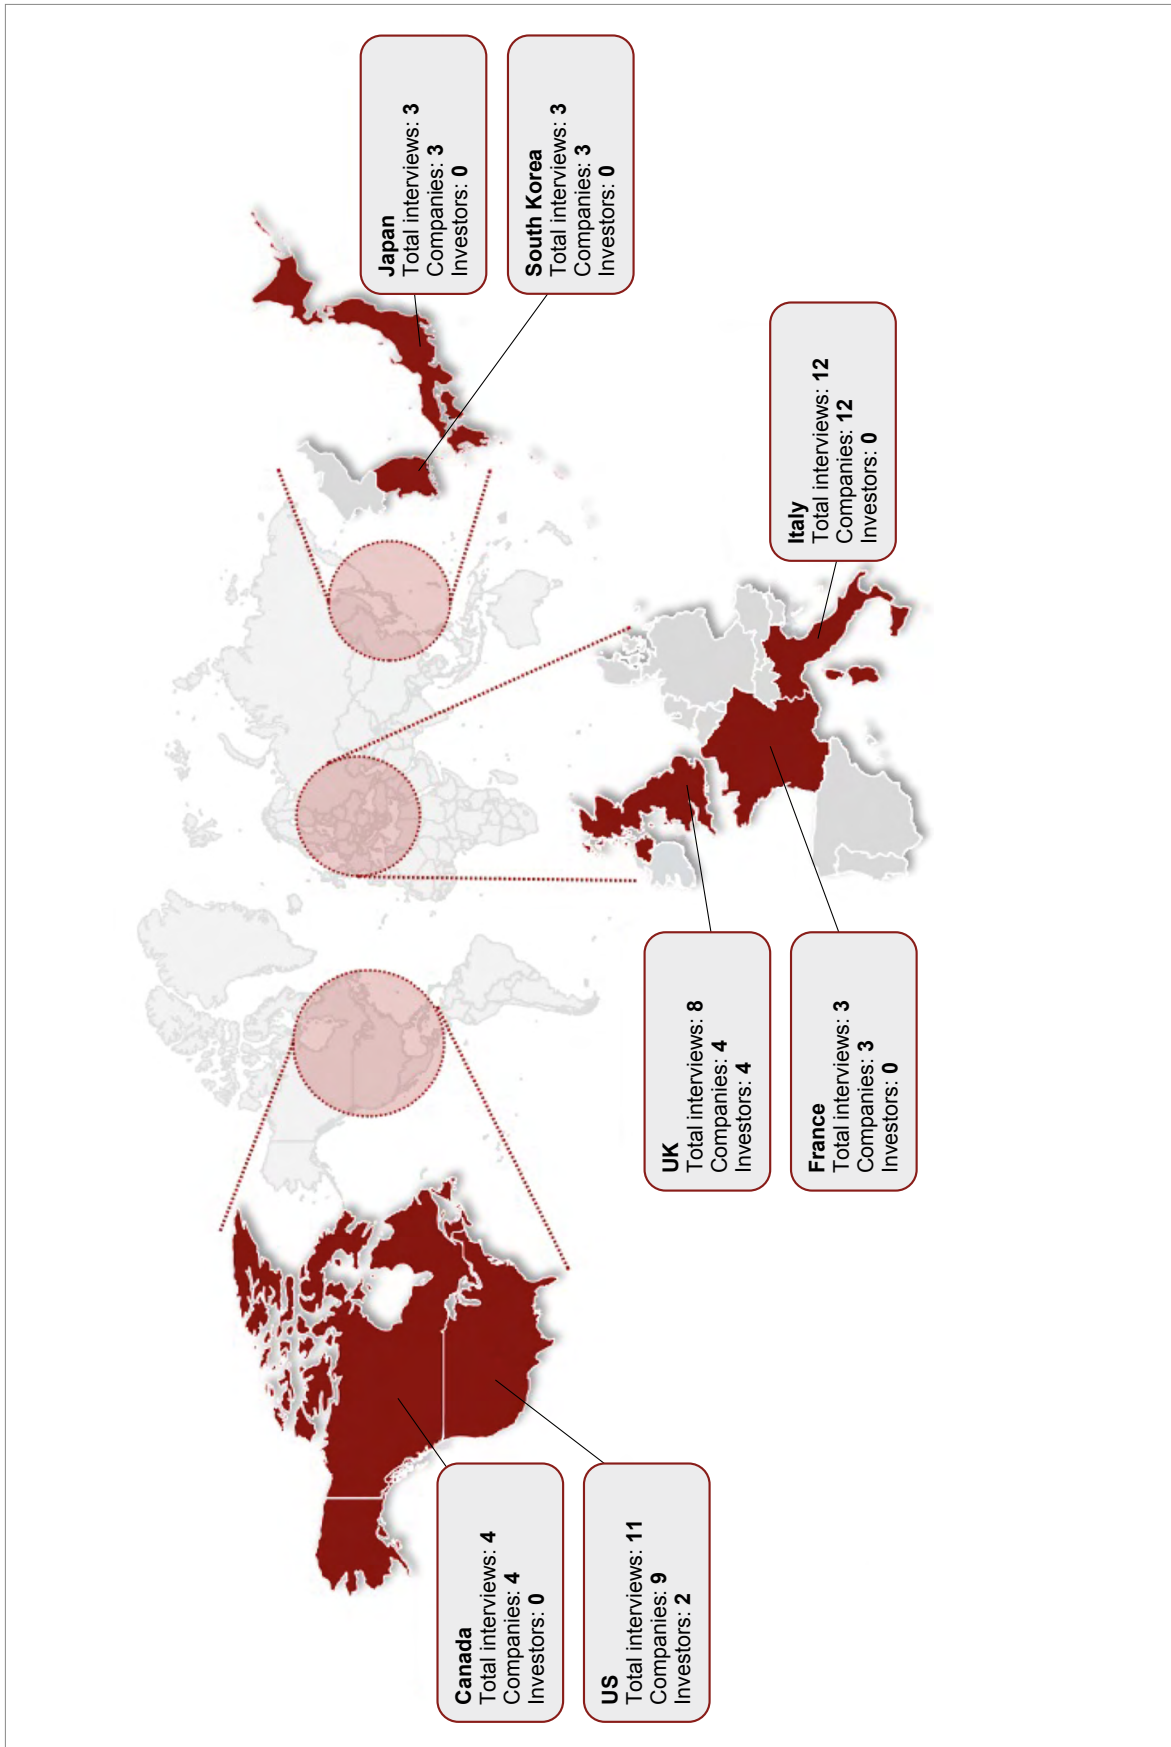 Canada
Total interviews: 4
Companies: 4
Investors: 0
US
Total interviews: 11
Companies: 9
Investors: 2
UK
Total interviews: 8
Companies: 4
Investors: 4
France
Total interviews: 3
Companies: 3
Investors: 0
Italy
Total interviews: 12
Companies: 12
Investors: 0
Japan
Total interviews: 3
Companies: 3
Investors: 0
South Korea
Total interviews: 3
Companies: 3
Investors: 0